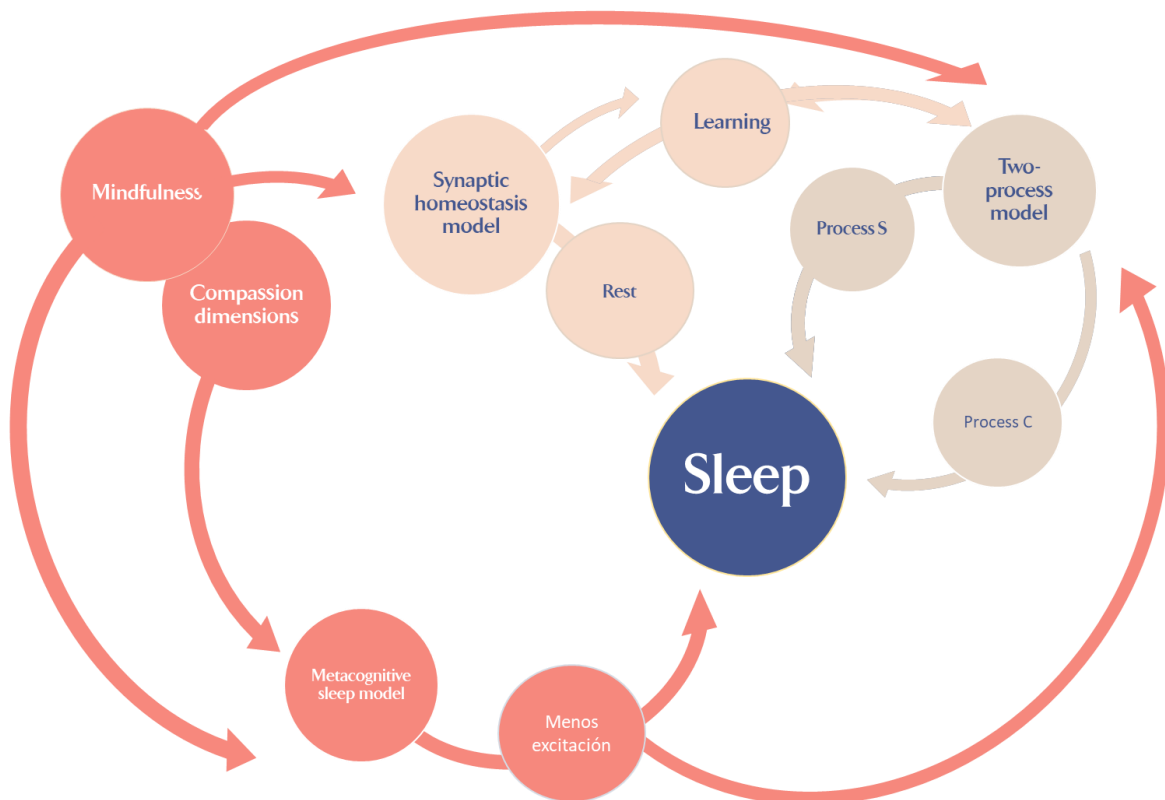 Mindfulness
Compassion
dimensions
Synaptic
homeostasis
model
Learning
Rest
Two-
process
model
Process S
Process C
Sleep
Metacognitive
sleep model
Menos
excitación